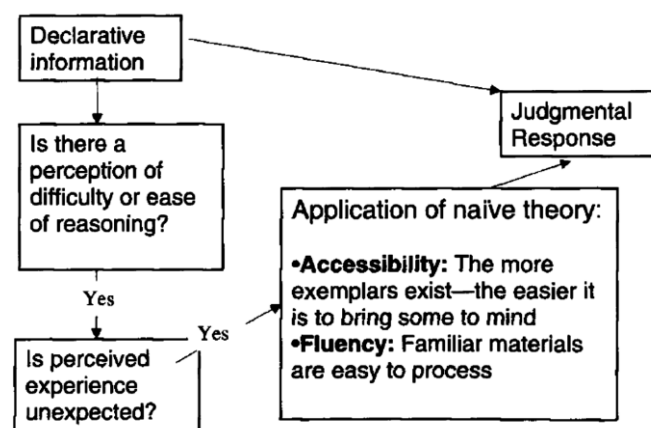 Declarative
information
Judgmental
Response
Is there a
perception of
difficulty or ease
of reasoning?
Application of naïve theory:
•Accessibility: The more
exemplars exist—the easier it
is to bring some to mind
•Fluency: Familiar materials
are easy to process
Yes
Yes
Is perceived
experience
unexpected?